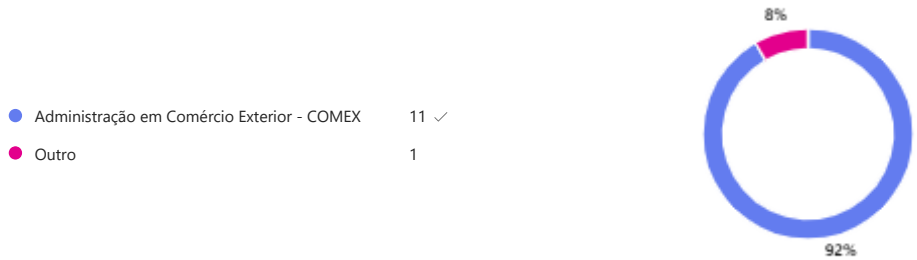 8%
Administração em Comércio Exterior - COMEX 11 ✓
Outro 1
92%